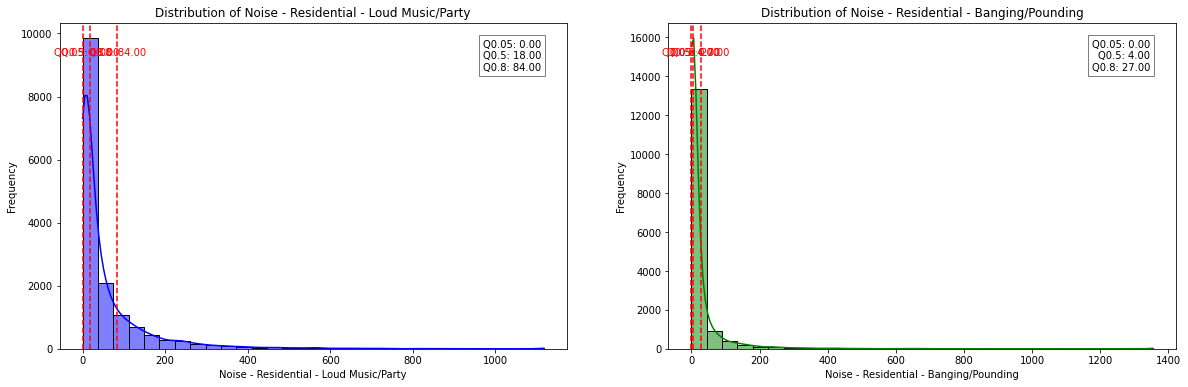 Distribution of Noise - Residential - Loud Music/Party
10000
8000
6000
4000
2000
0
Frequency
Q0.8: 84.00
Q0.05: 0.00
Q0.5: 18.00
Q0.8: 84.00
0
200
400
600
800
1000
Noise - Residential - Loud Music/Party
Distribution of Noise - Residential - Banging/Pounding
16000
14000
12000
10000
8000
6000
4000
2000
0
Frequency
Q0.05: 0.00
Q0.5: 4.00
Q0.8: 27.00
0
200
400
600
800
1000
1200
1400
Noise - Residential - Banging/Pounding